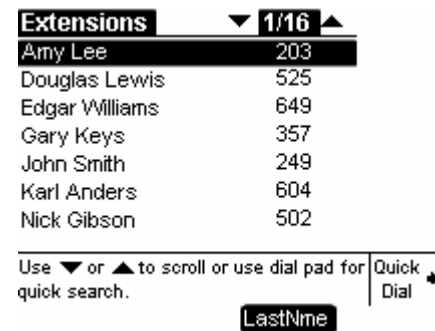 Extensions ▼ 1/16 ▲
Amy Lee 203
Douglas Lewis 525
Edgar Williams 649
Gary Keys 357
John Smith 249
Karl Anders 604
Nick Gibson 502
Use ▼ or ▲ to scroll or use dial pad for quick search.
Quick Dial
LastNme